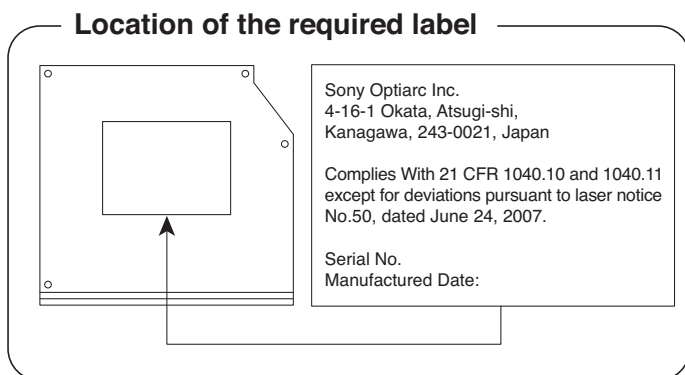 Location of the required label
Sony Optiarc Inc.
4-16-1 Okata, Atsugi-shi,
Kanagawa, 243-0021, Japan
Complies With 21 CFR 1040.10 and 1040.11
except for deviations pursuant to laser notice
No.50, dated June 24, 2007.
Serial No.
Manufactured Date: